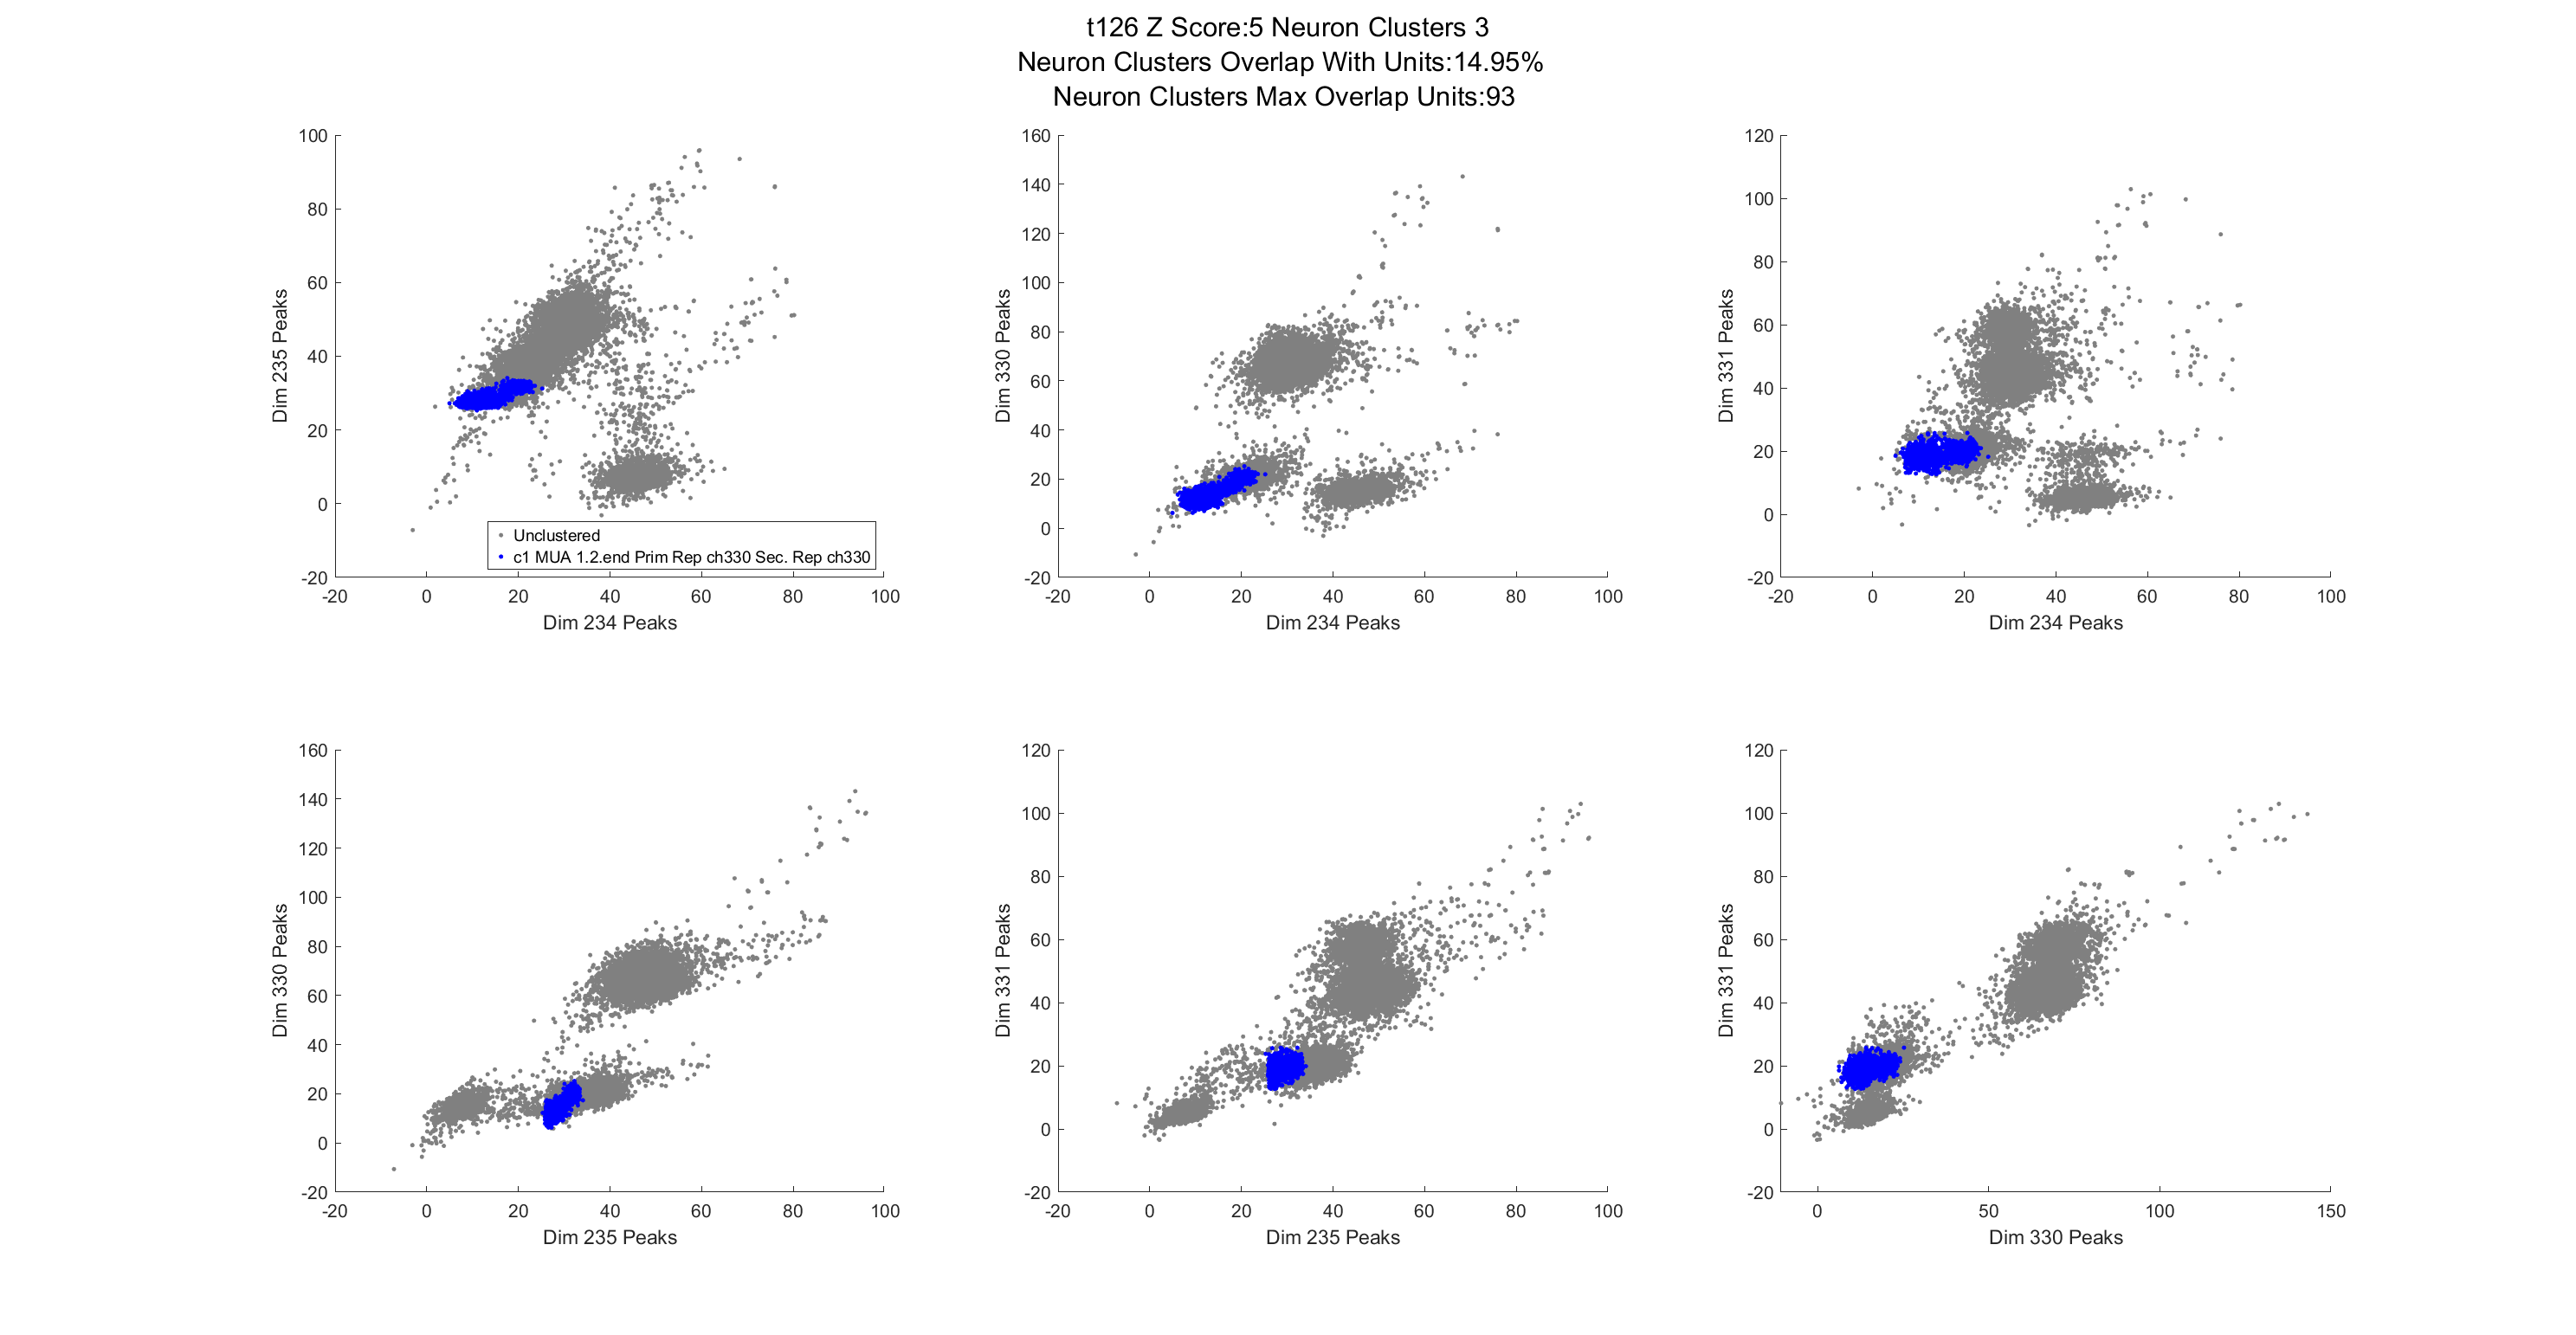 t126 Z Score:5 Neuron Clusters 3
Neuron Clusters Overlap With Units:14.95%
Neuron Clusters Max Overlap Units:93
100
80
60
40
20
0
-20
Dim 235 Peaks
-20 0 20 40 60 80 100
Dim 234 Peaks
Unclustered
c1 MUA 1.2.end Prim Rep ch330 Sec. Rep ch330
160
140
120
100
80
60
40
20
0
-20
Dim 330 Peaks
-20 0 20 40 60 80 100
Dim 234 Peaks
120
100
80
60
40
20
0
-20
Dim 331 Peaks
-20 0 20 40 60 80 100
Dim 234 Peaks
160
140
120
100
80
60
40
20
0
-20
Dim 330 Peaks
-20 0 20 40 60 80 100
Dim 235 Peaks
120
100
80
60
40
20
0
-20
Dim 331 Peaks
-20 0 20 40 60 80 100
Dim 235 Peaks
120
100
80
60
40
20
0
-20
Dim 331 Peaks
0 50 100 150
Dim 330 Peaks